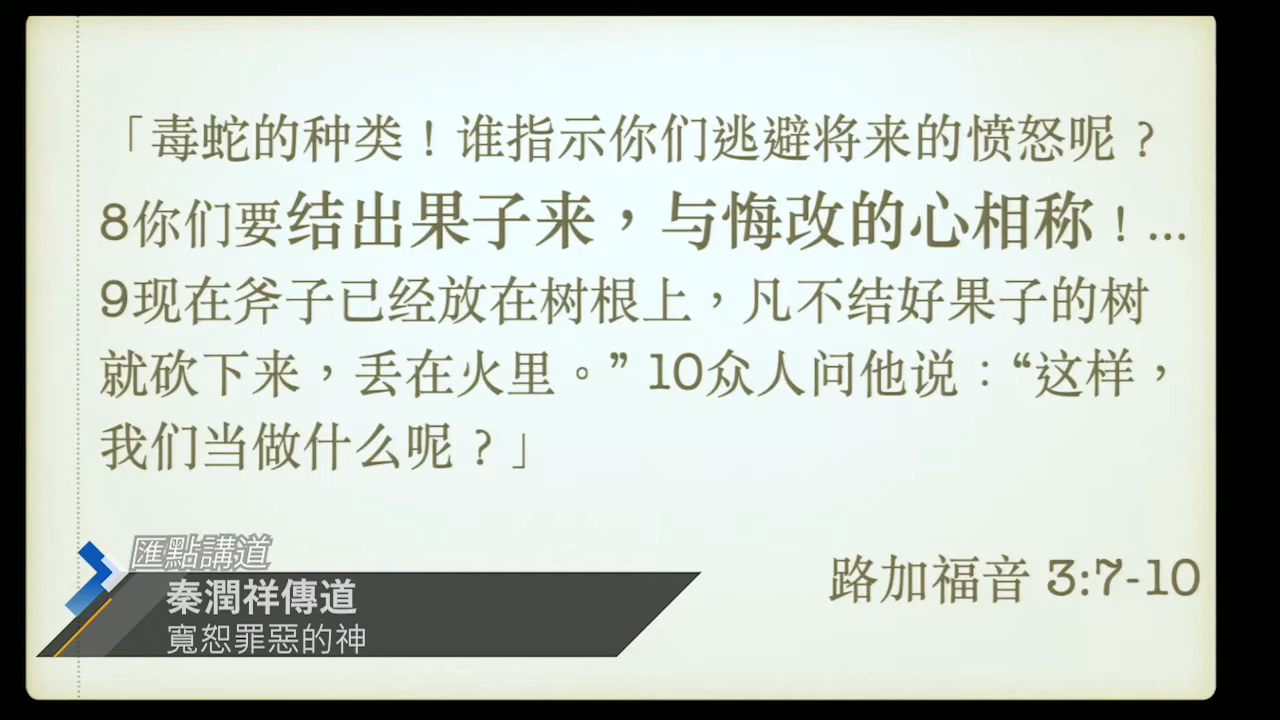 「毒蛇的种类！谁指示你们逃避将来的愤怒呢？
8你们要结出果子来，与悔改的心相称！...
9现在斧子已经放在树根上，凡不结好果子的树
就砍下来，丢在火里。” 10众人问他说：“这样，
我们当做什么呢？」
路加福音 3:7-10
匯點講道
秦潤祥傳道
寬恕罪惡的神